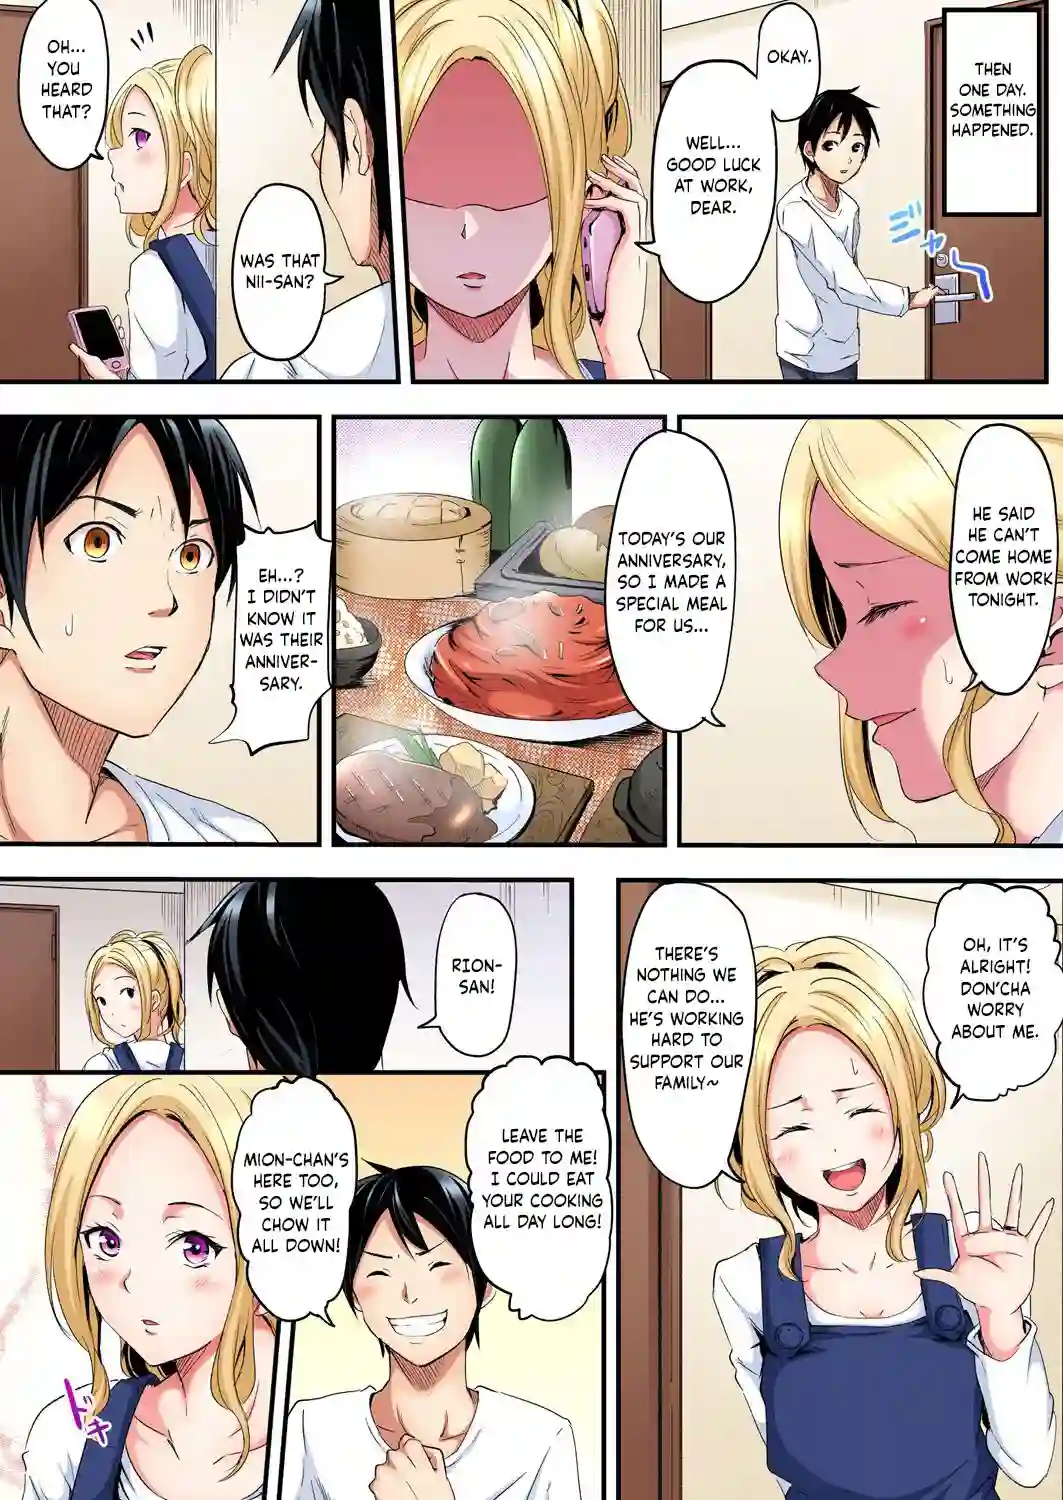 THEN
ONE DAY.
SOMETHING
HAPPENED.
ジャ
OKAY.
WELL...
GOOD LUCK
AT WORK,
DEAR.
WAS THAT
NII-SAN?
OH...
YOU
HEARD
THAT?
HE SAID
HE CAN'T
COME HOME
FROM WORK
TONIGHT.
TODAY'S OUR
ANNIVERSARY,
SO I MADE A
SPECIAL MEAL
FOR US...
EH...?
I DIDN'T
KNOW IT
WAS THEIR
ANNIVER-
SARY.
OH, IT'S
ALRIGHT!
DON'CHA
WORRY
ABOUT ME.
THERE'S
NOTHING WE
CAN DO...
HE'S WORKING
HARD TO
SUPPORT OUR
FAMILY~
RION-
SAN!
LEAVE THE
FOOD TO ME!
I COULD EAT
YOUR COOKING
ALL DAY LONG!
MION-CHAN'S
HERE TOO,
SO WE'LL
CHOW IT
ALL DOWN!
ドキ